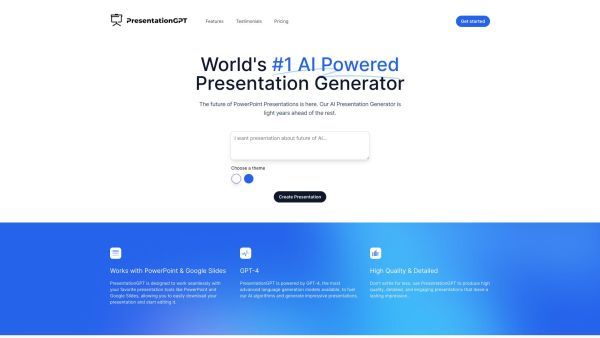 PresentationGPT
Features
Testimonials
Pricing
Get started
World's #1 AI Powered
Presentation Generator
The future of PowerPoint Presentations is here. Our AI Presentation Generator is
light years ahead of the rest.
I want presentation about future of AI...
Choose a theme
Create Presentation
Works with PowerPoint & Google Slides
PresentationGPT is designed to work seamlessly with
your favorite presentation tools like PowerPoint and
Google Slides, allowing you to easily download your
presentation and start editing it.
GPT-4
PresentationGPT is powered by GPT-4, the most
advanced language generation models available, to fuel
our AI algorithms and generate impressive presentations.
High Quality & Detailed
Don't settle for less, use PresentationGPT to produce high
quality, detailed, and engaging presentations that leave a
lasting impression.